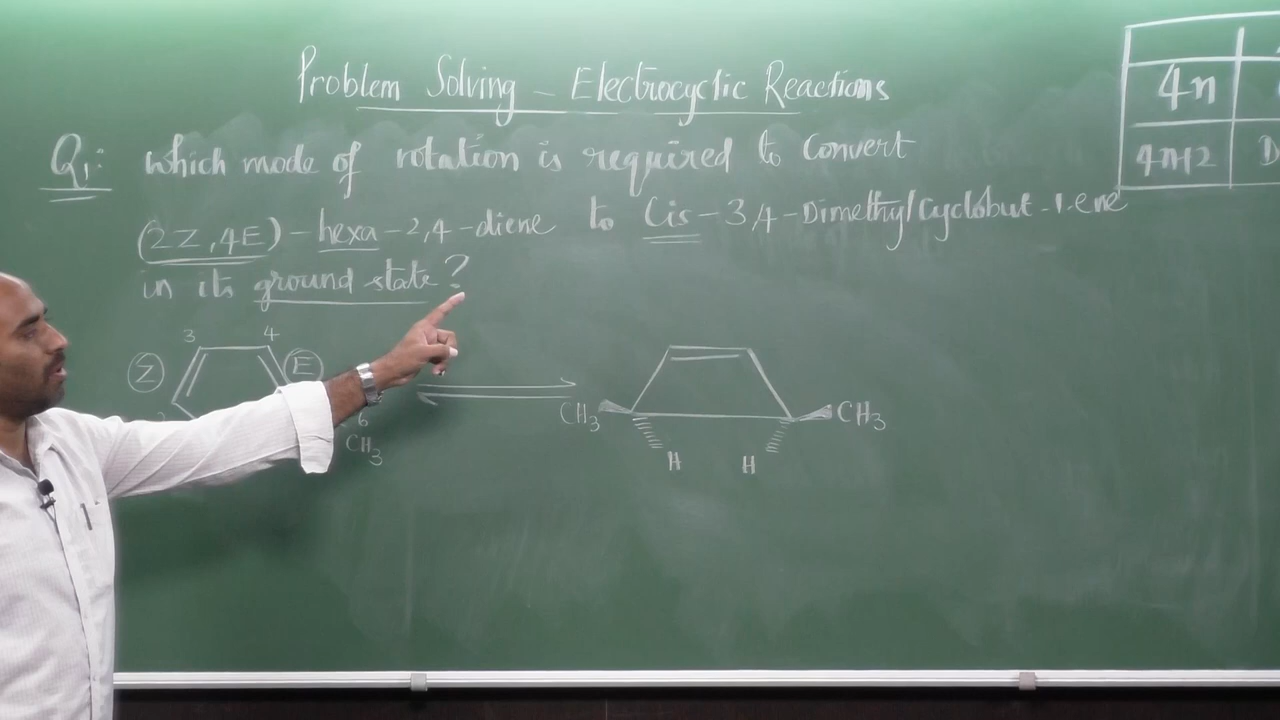 Problem Solving - Electrocyclic Reactions
4n
4n+2 D
Q1: which mode of rotation is required to convert
(2Z,4E)-hexa-2,4-diene to Cis-3,4-Dimethylcyclobut-1-ene
in its ground state?
3 4
Z E
6
CH3
CH3 CH3
H H